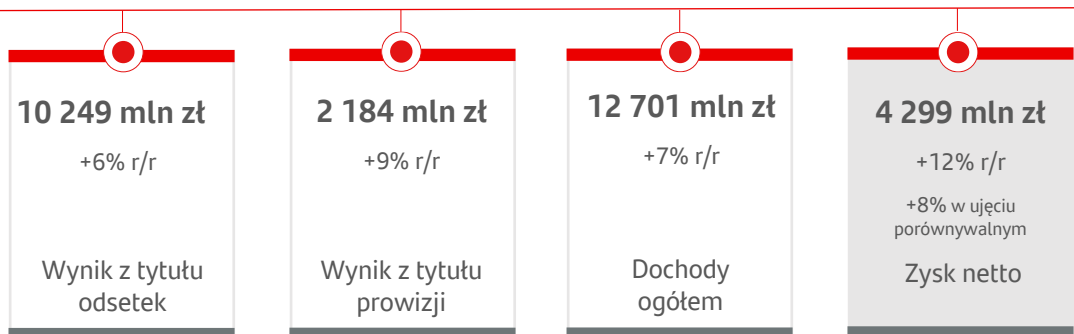 10 249 mln zł
+6% r/r
Wynik z tytułu
odsetek
2 184 mln zł
+9% r/r
Wynik z tytułu
prowizji
12 701 mln zł
+7% r/r
Dochody
ogółem
4 299 mln zł
+12% r/r
+8% w ujęciu
porównywalnym
Zysk netto